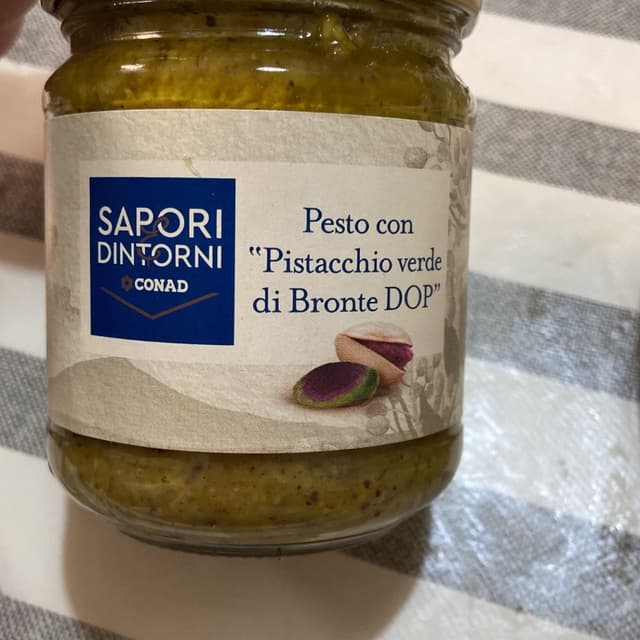 SAPORI
DINTORNI
CONAD
Pesto con
"Pistacchio verde
di Bronte DOP"